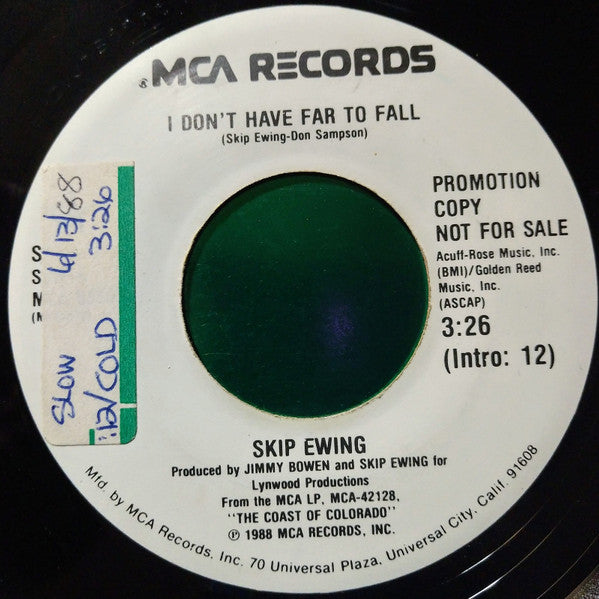 ®MCA RECORDS
I DON'T HAVE FAR TO FALL
(Skip Ewing-Don Sampson)
PROMOTION
COPY
NOT FOR SALE
Acuff-Rose Music, Inc.
(BMI)/Golden Reed
Music, Inc.
(ASCAP)
3:26
(Intro: 12)
S
S
M
(M
6/13/88
3:26
SLOW
:12/COLD
SKIP EWING
Produced by JIMMY BOWEN and SKIP EWING for
Lynwood Productions
From the MCA LP, MCA-42128,
"THE COAST OF COLORADO"
℗ 1988 MCA RECORDS, INC.
Mfd. by MCA Records, Inc. 70 Universal Plaza, Universal City, Calif. 91608